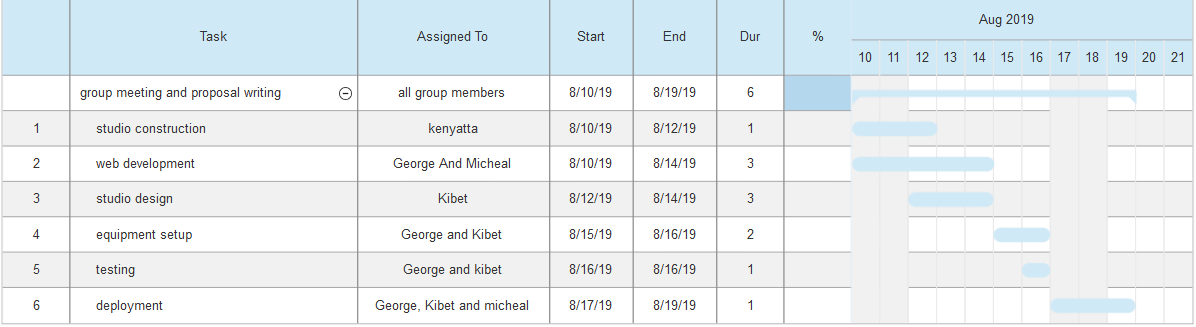 Task Assigned To Start End Dur % Aug 2019
10 11 12 13 14 15 16 17 18 19 20 21
group meeting and proposal writing all group members 8/10/19 8/19/19 6
1 studio construction kenyatta 8/10/19 8/12/19 1
2 web development George And Micheal 8/10/19 8/14/19 3
3 studio design Kibet 8/12/19 8/14/19 3
4 equipment setup George and Kibet 8/15/19 8/16/19 2
5 testing George and kibet 8/16/19 8/16/19 1
6 deployment George, Kibet and micheal 8/17/19 8/19/19 1